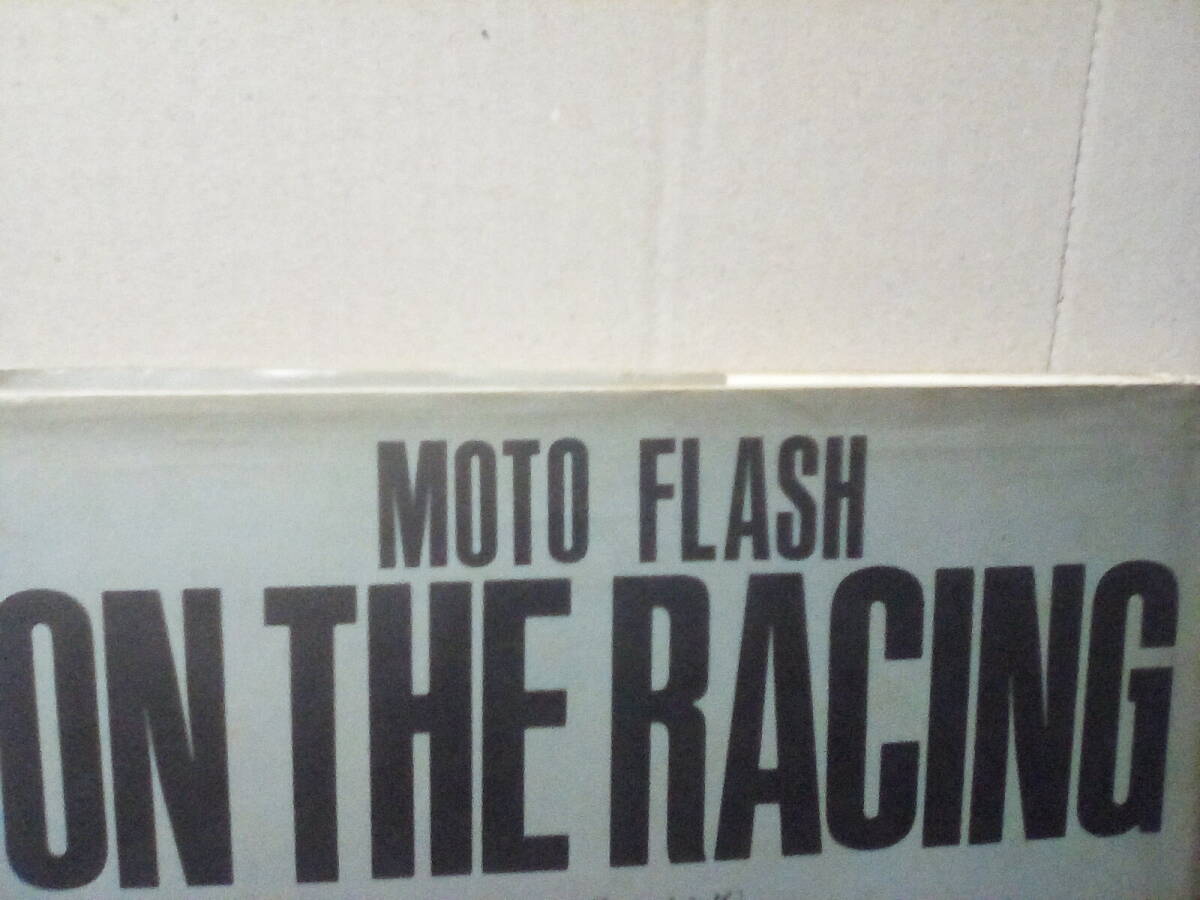 MOTO FLASH
ON THE RACING